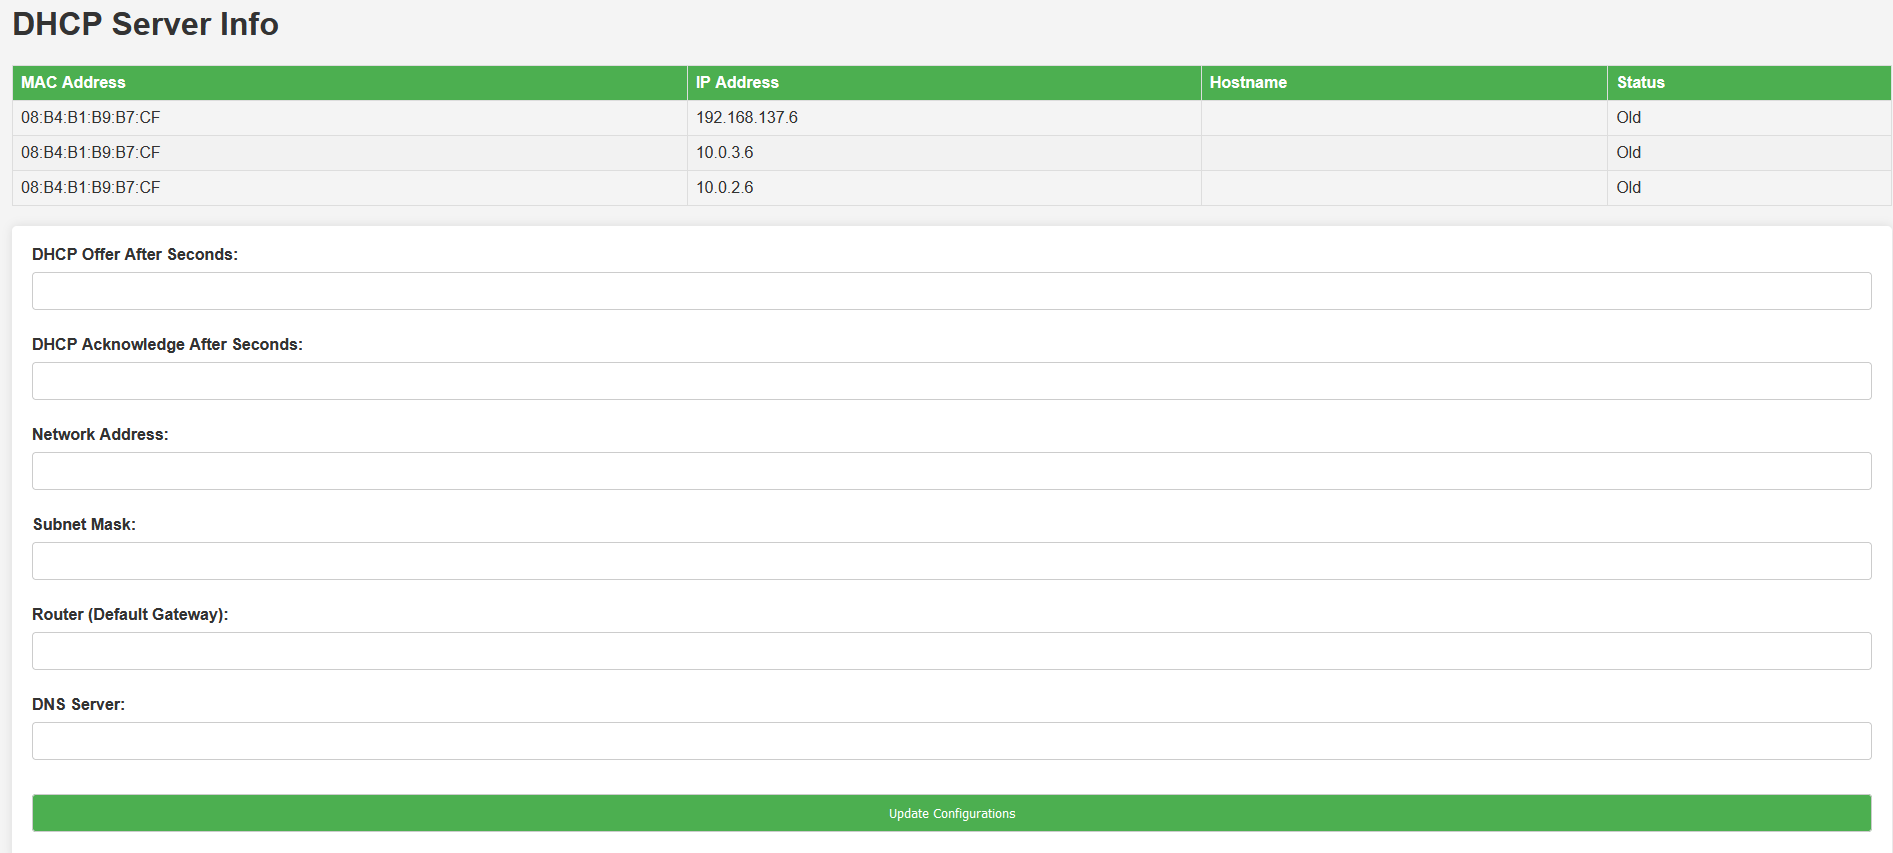 DHCP Server Info
MAC Address IP Address Hostname Status
08:B4:B1:B9:B7:CF 192.168.137.6 Old
08:B4:B1:B9:B7:CF 10.0.3.6 Old
08:B4:B1:B9:B7:CF 10.0.2.6 Old
DHCP Offer After Seconds:
DHCP Acknowledge After Seconds:
Network Address:
Subnet Mask:
Router (Default Gateway):
DNS Server:
Update Configurations